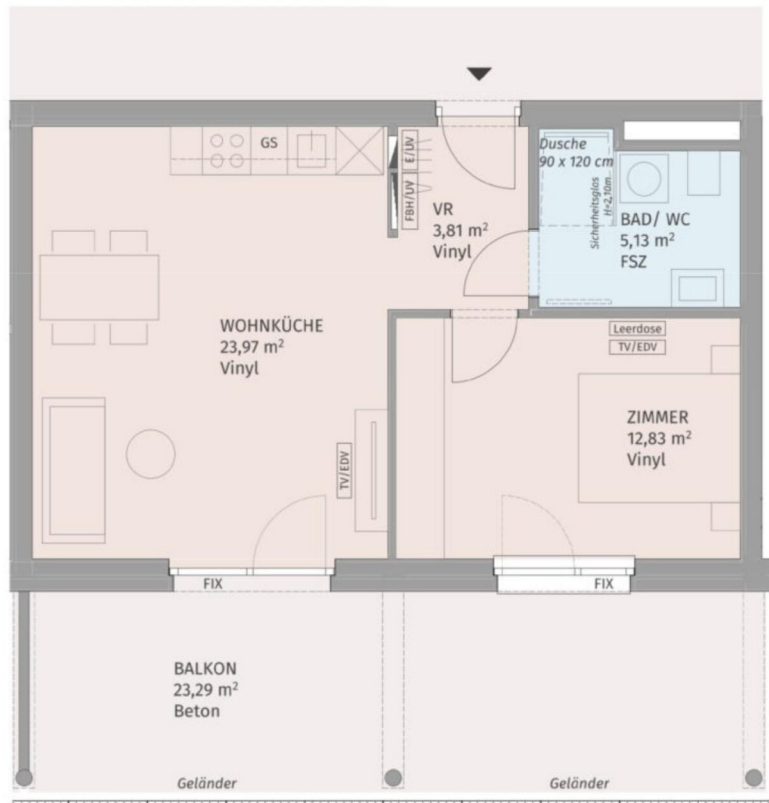 GS
E/UV
FBH/UV
VR
3,81 m²
Vinyl
Dusche
90 x 120 cm
Sicherheitsglas
H=2,10m
BAD/ WC
5,13 m²
FSZ
WOHNKÜCHE
23,97 m²
Vinyl
TV/EDV
Leerdose
TV/EDV
ZIMMER
12,83 m²
Vinyl
FIX
FIX
BALKON
23,29 m²
Beton
Geländer
Geländer